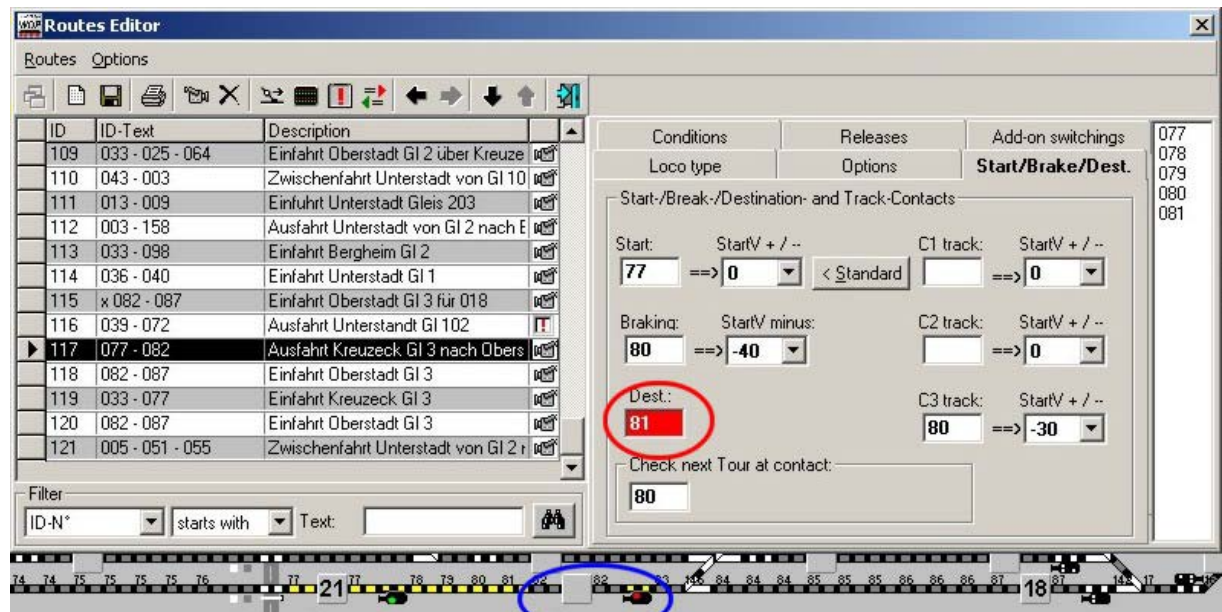 Routes Editor
Routes Options
ID ID-Text Description
109 033 - 025 - 064 Einfahrt Oberstadt Gl 2 über Kreuze
110 043 - 003 Zwischenfahrt Unterstadt von Gl 10
111 013 - 009 Einfuhrt Unterstadt Gleis 203
112 003 - 158 Ausfahrt Unterstadt von Gl 2 nach E
113 033 - 098 Einfahrt Bergheim Gl 2
114 036 - 040 Einfahrt Unterstadt Gl 1
115 x 082 - 087 Einfahrt Oberstadt Gl 3 für 018
116 039 - 072 Ausfahrt Unterstandt Gl 102
117 077 - 082 Ausfahrt Kreuzeck Gl 3 nach Obers
118 082 - 087 Einfahrt Oberstadt Gl 3
119 033 - 077 Einfahrt Kreuzeck Gl 3
120 082 - 087 Einfahrt Oberstadt Gl 3
121 005 - 051 - 055 Zwischenfahrt Unterstadt von Gl 2 r
Filter
ID-N° starts with Text:
Conditions Releases Add-on switchings
Loco type Options Start/Brake/Dest.
Start-/Break-/Destination- and Track-Contacts
Start: StartV + / -- C1 track: StartV + / --
77 ==> 0 < Standard ==> 0
Braking: StartV minus: C2 track: StartV + / --
80 ==> -40 ==> 0
Dest.: C3 track: StartV + / --
81 80 ==> -30
Check next Tour at contact:
80
077
078
079
080
081
74 74 75 75 75 75 76 77 21 77 78 79 80 81 82 83 84 84 84 85 85 85 86 86 86 87 18 87 17